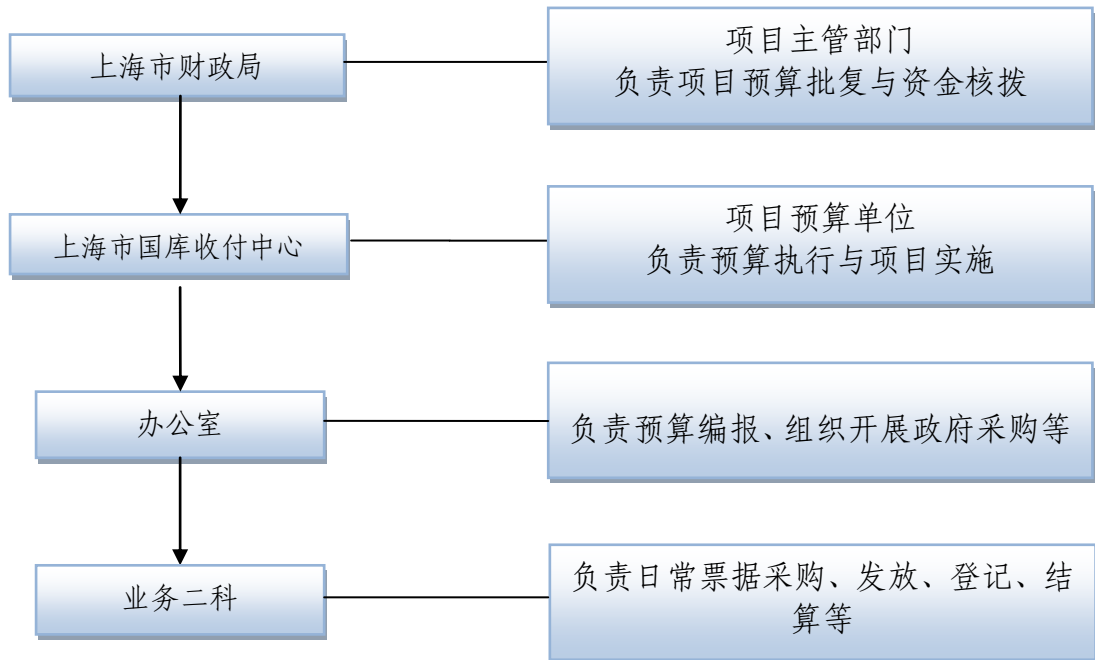 上海市财政局
项目主管部门
负责项目预算批复与资金核拨
上海市国库收付中心
项目预算单位
负责预算执行与项目实施
办公室
负责预算编报、组织开展政府采购等
业务二科
负责日常票据采购、发放、登记、结
算等